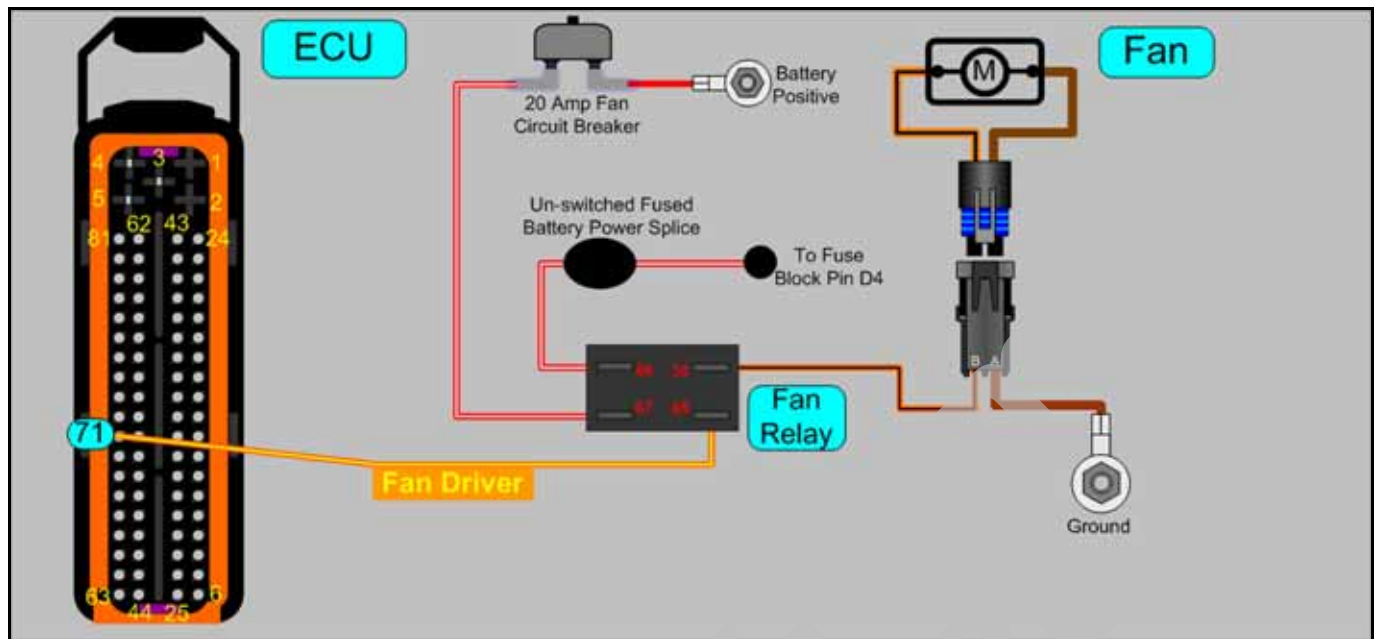 ECU
Fan
20 Amp Fan
Circuit Breaker
Battery
Positive
M
4
3
1
5
2
62
43
81
24
Un-switched Fused
Battery Power Splice
To Fuse
Block Pin D4
B
A
Fan
Relay
71
Fan Driver
Ground
63
44
25
6